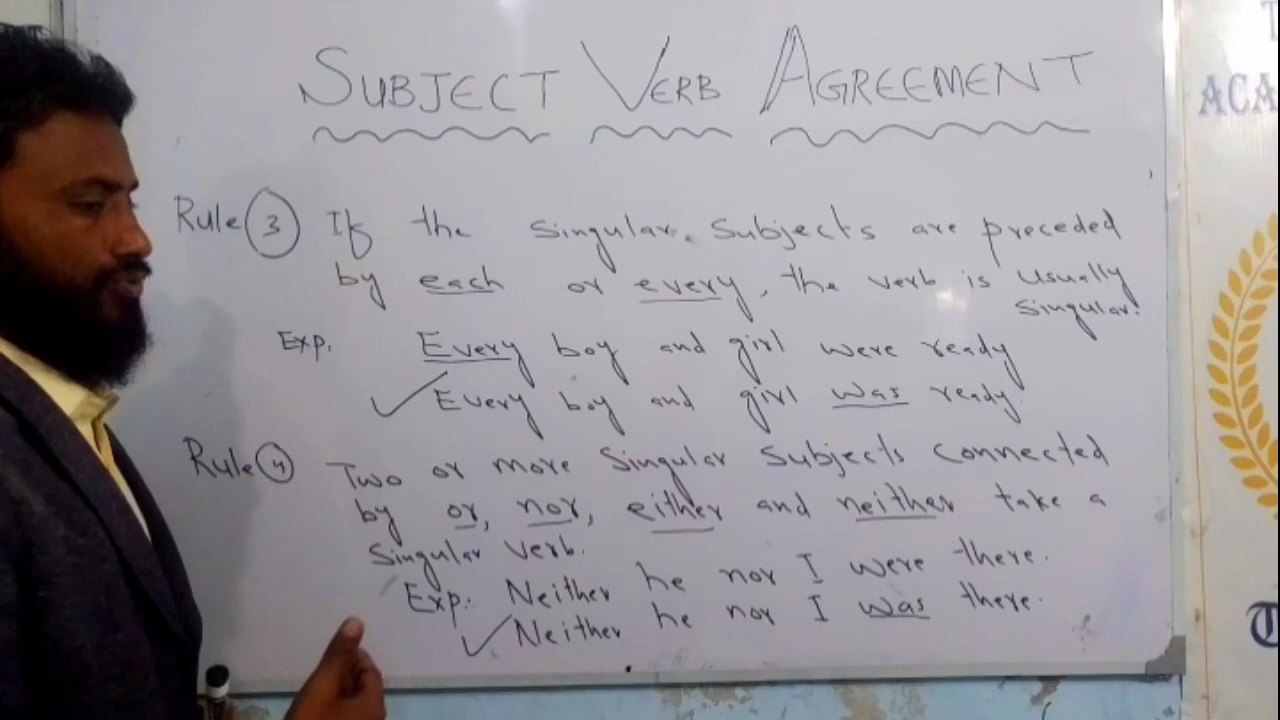 SUBJECT VERB AGREEMENT
Rule 3 If the singular subjects are preceded
by each or every, the verb is usually
singular.
Exp. Every boy and girl were ready
Every boy and girl was ready.
Rule 4 Two or more singular subjects connected
by or, nor, either and neither take a
singular verb.
Exp: Neither he nor I were there.
Neither he nor I was there.
ACA